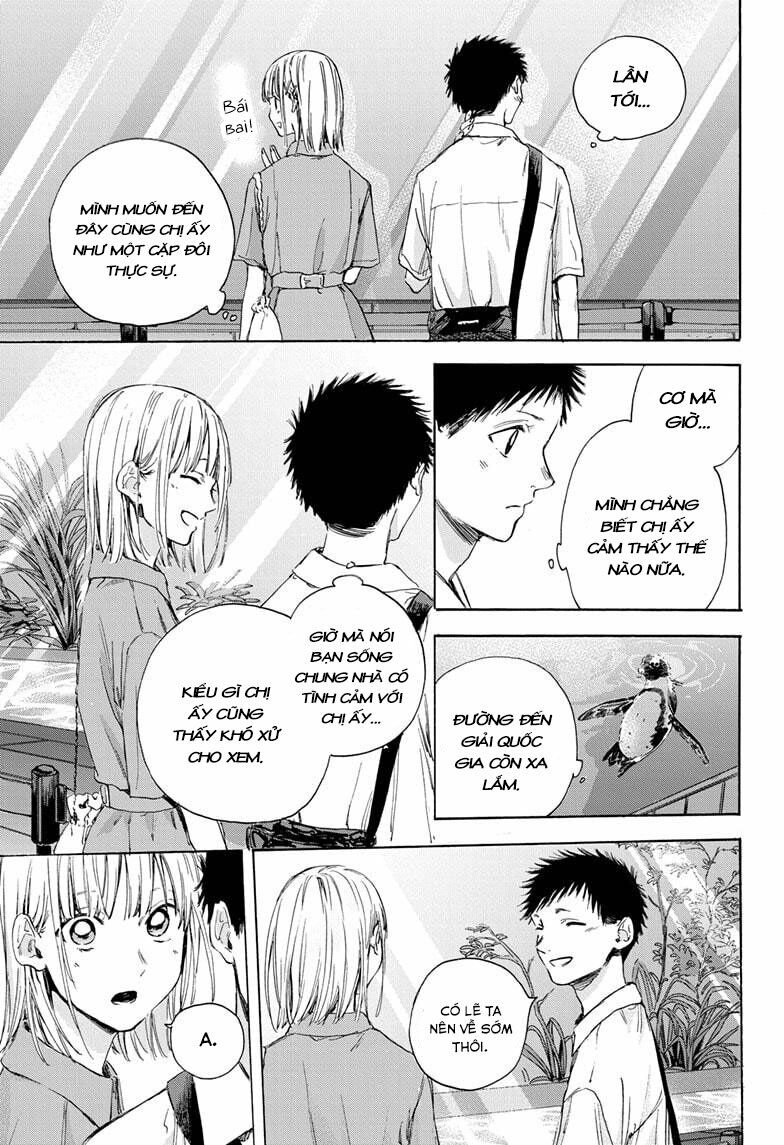 LẦN
TỚI...
Bái
Bai!
MÌNH MUỐN ĐẾN
ĐÂY CÙNG CHỊ ẤY
NHƯ MỘT CẶP ĐÔI
THỰC SỰ.
CƠ MÀ
GIỜ...
MÌNH CHẲNG
BIẾT CHỊ ẤY
CẢM THẤY THẾ
NÀO NỮA.
GIỜ MÀ NÓI
BẠN SỐNG
CHUNG NHÀ CÓ
TÌNH CẢM VỚI
CHỊ ẤY...
KIỂU GÌ CHỊ
ẤY CŨNG
THẤY KHÓ XỬ
CHO XEM.
ĐƯỜNG ĐẾN
GIẢI QUỐC
GIA CÒN XA
LẮM.
CÓ LẼ TA
NÊN VỀ SỚM
THÔI.
A.